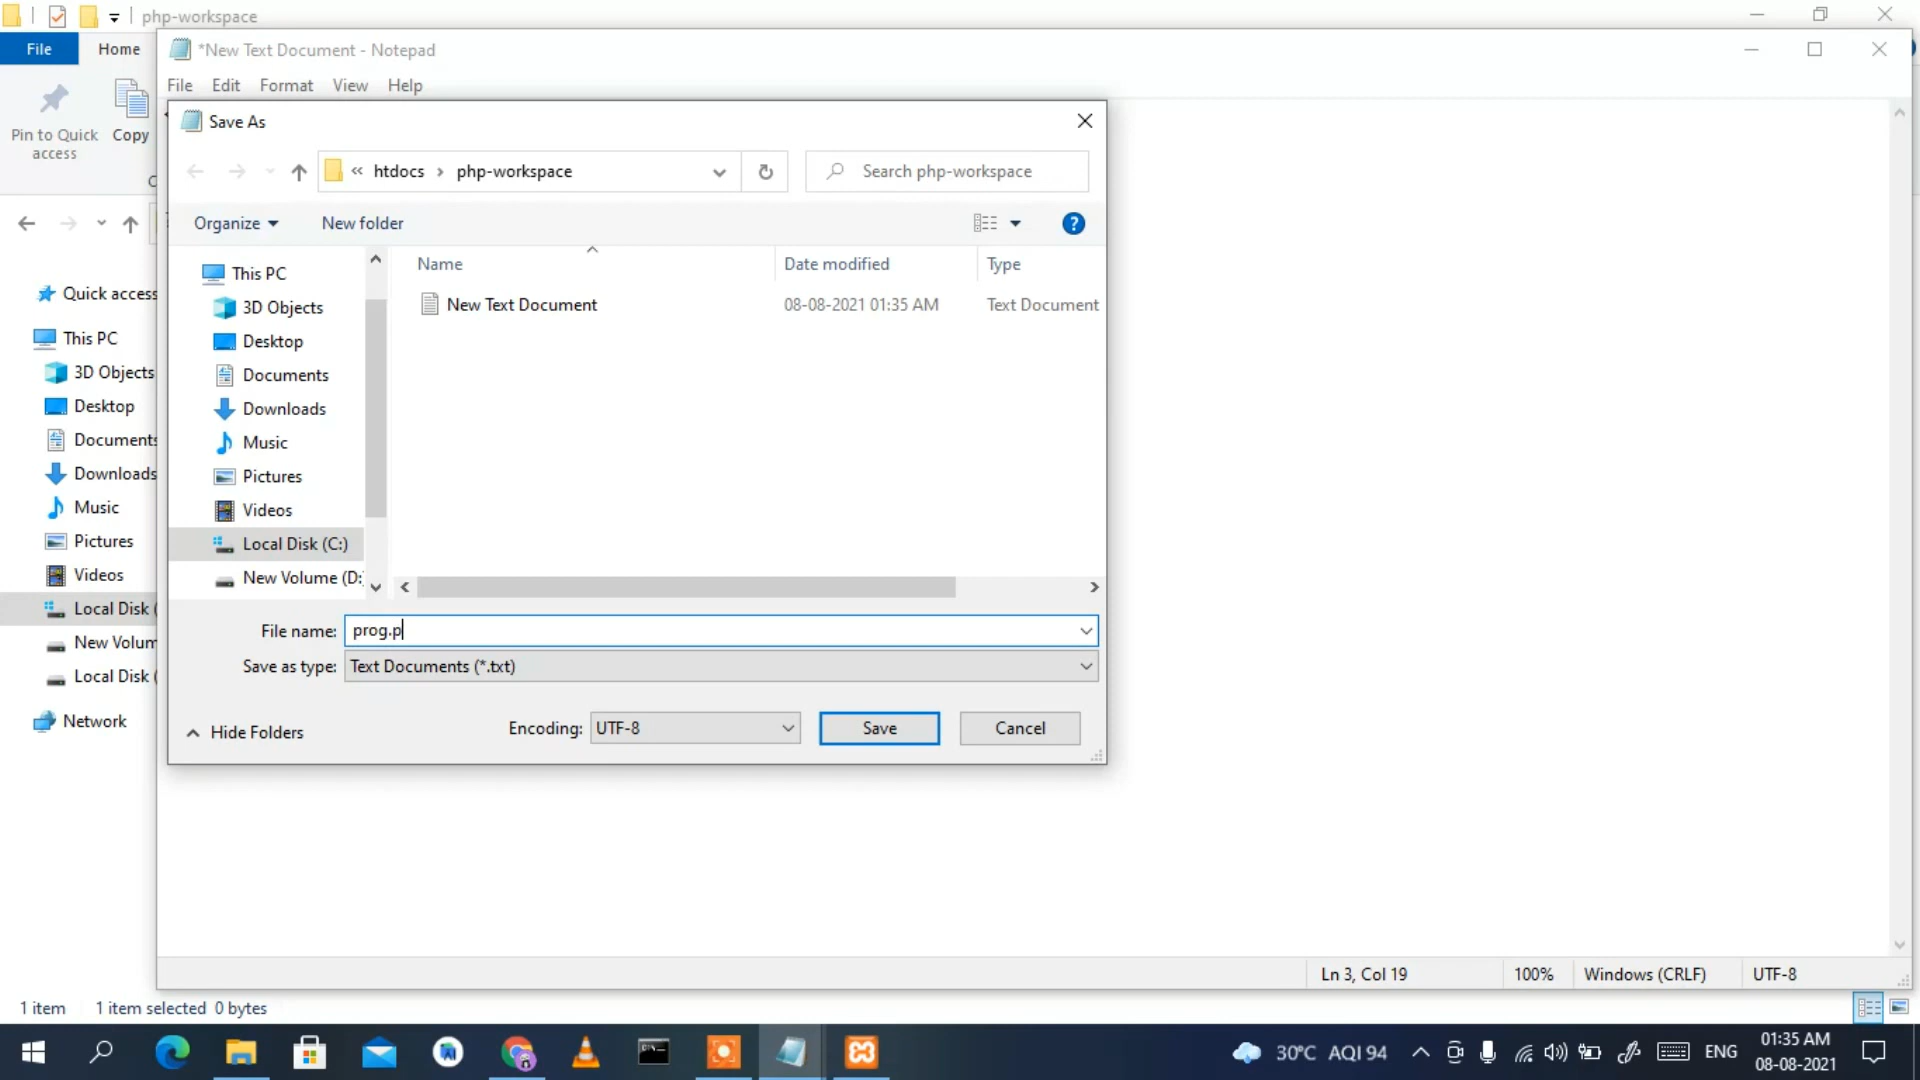 php-workspace
File
Home
*New Text Document - Notepad
File Edit Format View Help
Pin to Quick
access
Copy
Save As
« htdocs › php-workspace
Search php-workspace
Organize
New folder
Name
Date modified
Type
New Text Document
08-08-2021 01:35 AM
Text Document
This PC
3D Objects
Desktop
Documents
Downloads
Music
Pictures
Videos
Local Disk (C:)
New Volume (D:
Quick access
This PC
3D Objects
Desktop
Documents
Downloads
Music
Pictures
Videos
Local Disk (
New Volum
Local Disk (
Network
File name: prog.p
Save as type: Text Documents (*.txt)
Hide Folders
Encoding: UTF-8
Save
Cancel
Ln 3, Col 19
100%
Windows (CRLF)
UTF-8
1 item
1 item selected 0 bytes
30°C AQI 94
ENG
01:35 AM
08-08-2021